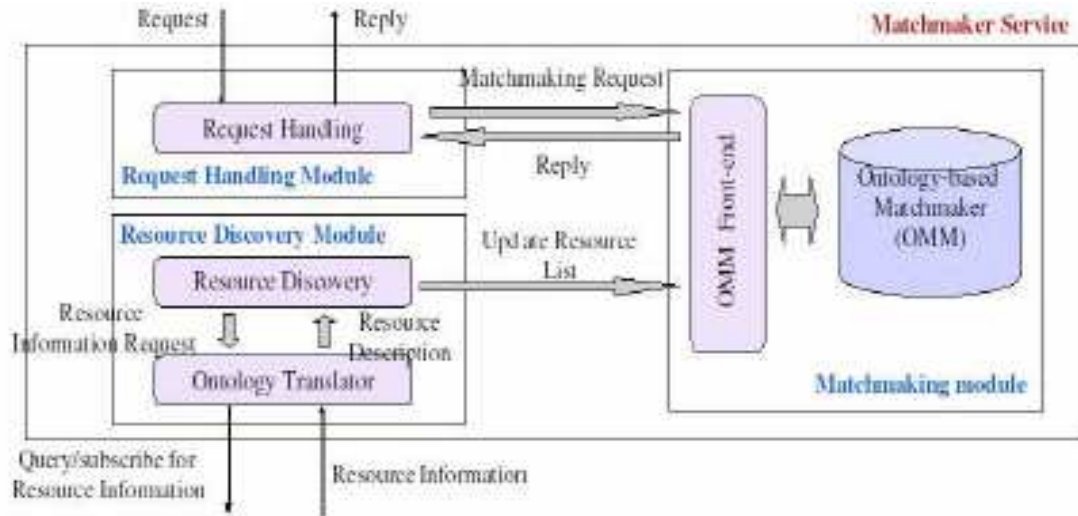 Request
Reply
Matchmaker Service
Matchmaking Request
Request Handling
Reply
Request Handling Module
OMM Front-end
Ontology-based
Matchmaker
(OMM)
Resource Discovery Module
Update Resource
List
Resource Discovery
Resource
Information Request
Resource
Description
Ontology Translator
Matchmaking module
Query/subscribe for
Resource Information
Resource Information